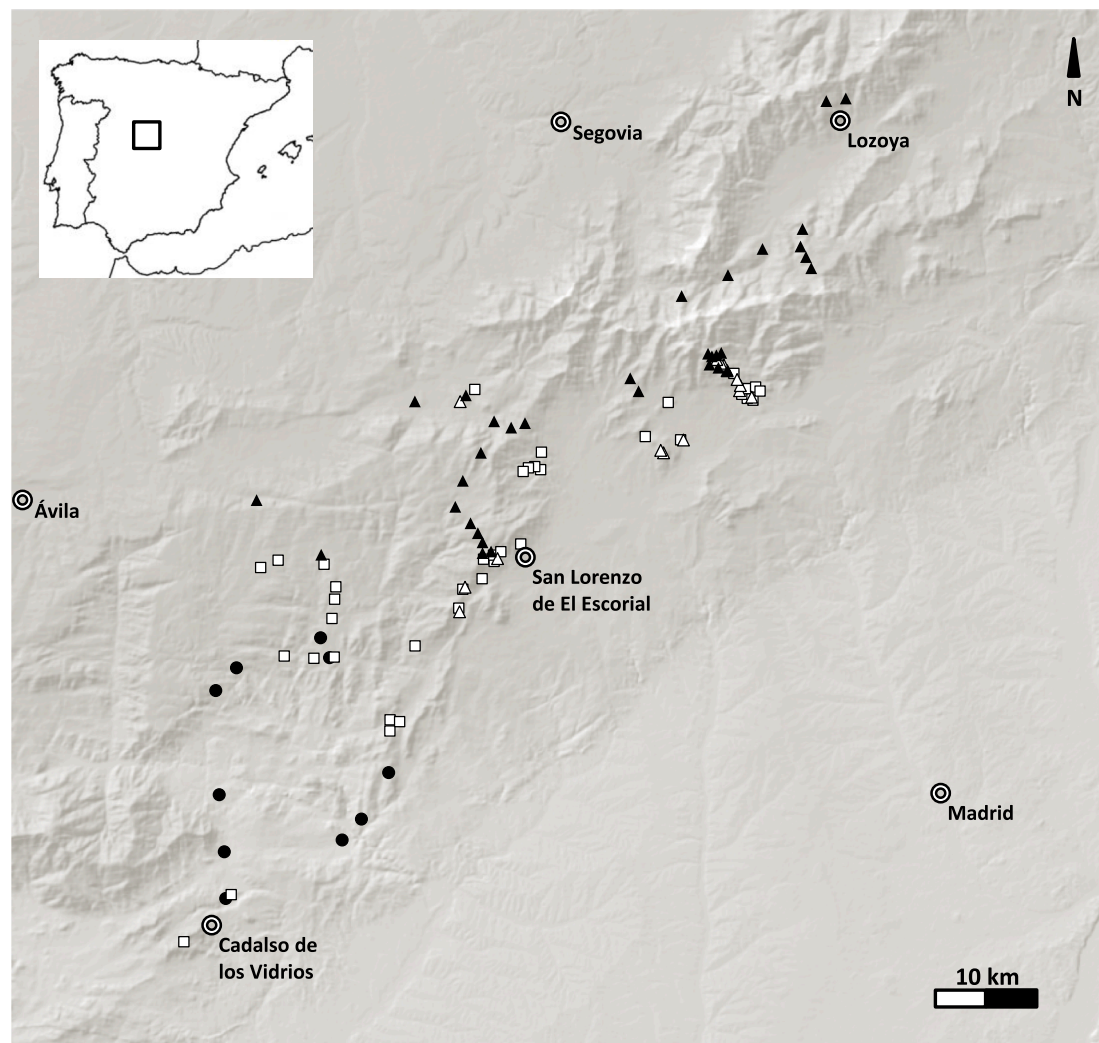 N
Segovia
Lozoya
Ávila
San Lorenzo
de El Escorial
Madrid
Cadalso de
los Vidrios
10 km